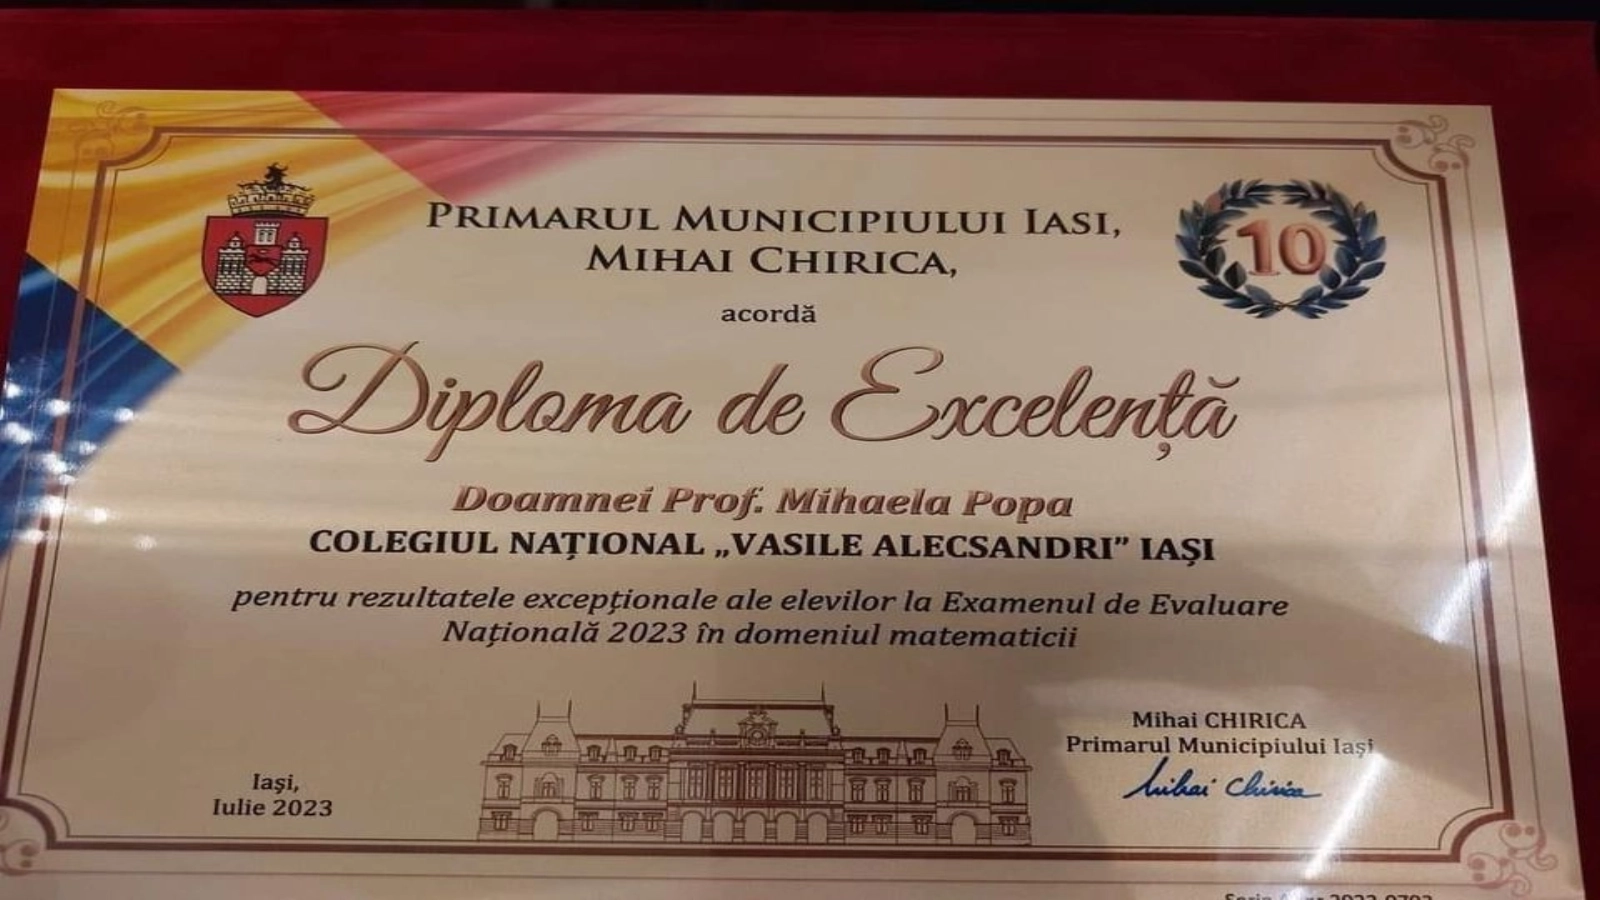 PRIMARUL MUNICIPIULUI IASI,
MIHAI CHIRICA,
10
acordă
Diploma de Excelență
Doamnei Prof. Mihaela Popa
COLEGIUL NAȚIONAL „VASILE ALECSANDRI” IAȘI
pentru rezultatele excepționale ale elevilor la Examenul de Evaluare
Națională 2023 în domeniul matematicii
Mihai CHIRICA
Primarul Municipiului Iași
Mihai Chirica
Iași,
Iulie 2023